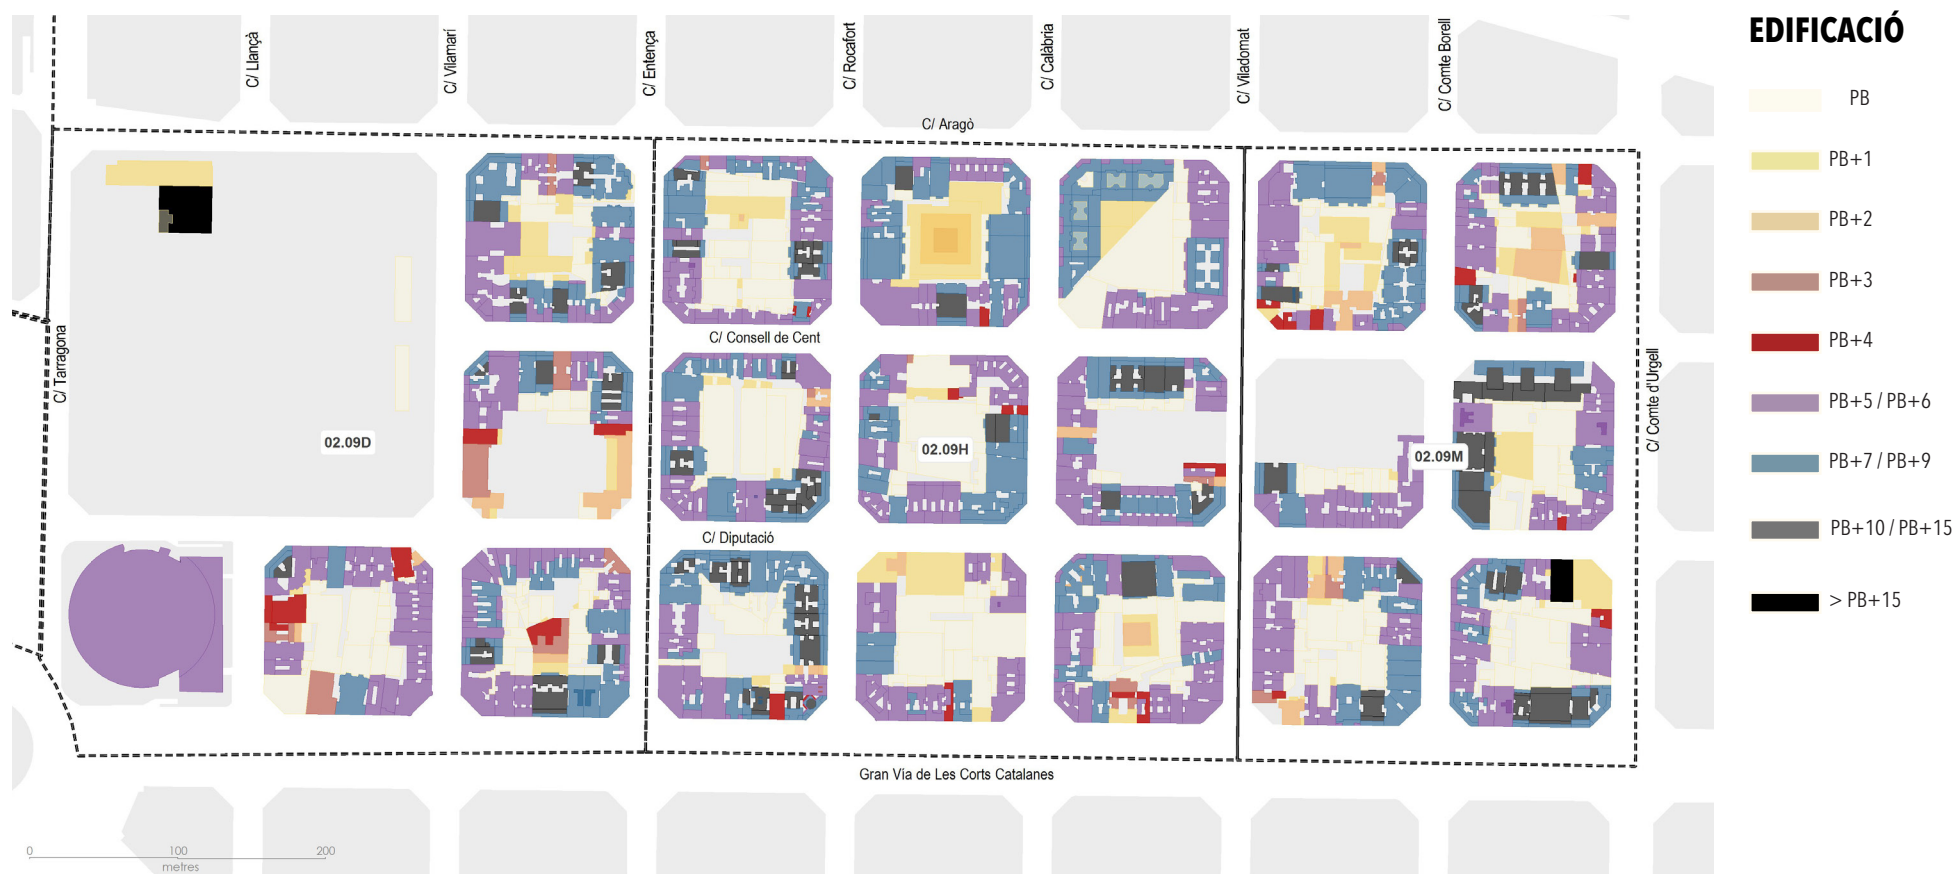 EDIFICACIÓ
PB
PB+1
PB+2
PB+3
PB+4
PB+5 / PB+6
PB+7 / PB+9
PB+10 / PB+15
> PB+15
C/ Llançà
C/ Vilamarí
C/ Entença
C/ Rocafort
C/ Calàbria
C/ Viladomat
C/ Comte Borell
C/ Aragò
C/ Consell de Cent
C/ Tarragona
C/ Comte d'Urgell
02.09D
02.09H
02.09M
C/ Diputació
Gran Via de Les Corts Catalanes
0 100 200
metres